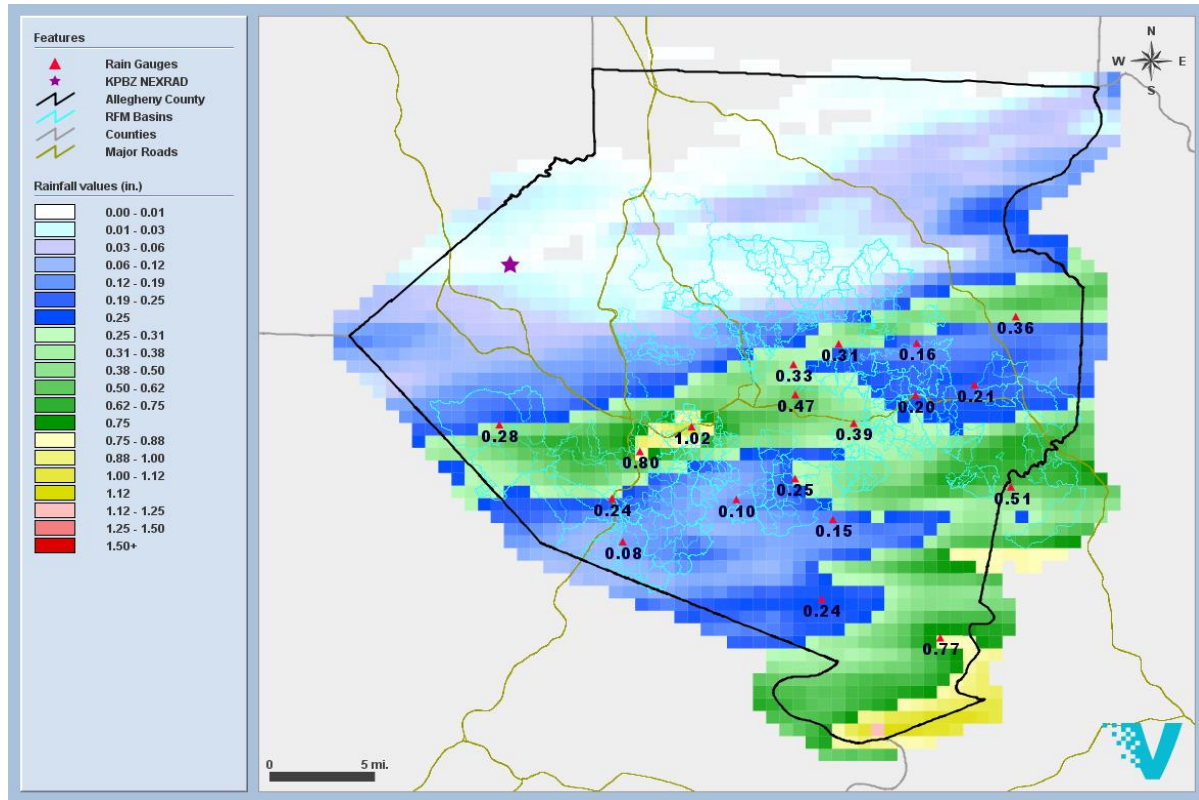 Features
Rain Gauges
KPBZ NEXRAD
Allegheny County
RFM Basins
Counties
Major Roads
Rainfall values (in.)
0.00 - 0.01
0.01 - 0.03
0.03 - 0.06
0.06 - 0.12
0.12 - 0.19
0.19 - 0.25
0.25
0.25 - 0.31
0.31 - 0.38
0.38 - 0.50
0.50 - 0.62
0.62 - 0.75
0.75
0.75 - 0.88
0.88 - 1.00
1.00 - 1.12
1.12
1.12 - 1.25
1.25 - 1.50
1.50+
N
W E
S
0.36
0.31 0.16
0.33
0.21
0.47 0.20
0.28 1.02 0.39
0.80
0.25 0.51
0.24 0.10
0.15
0.08
0.24
0.77
0 5 mi.
V